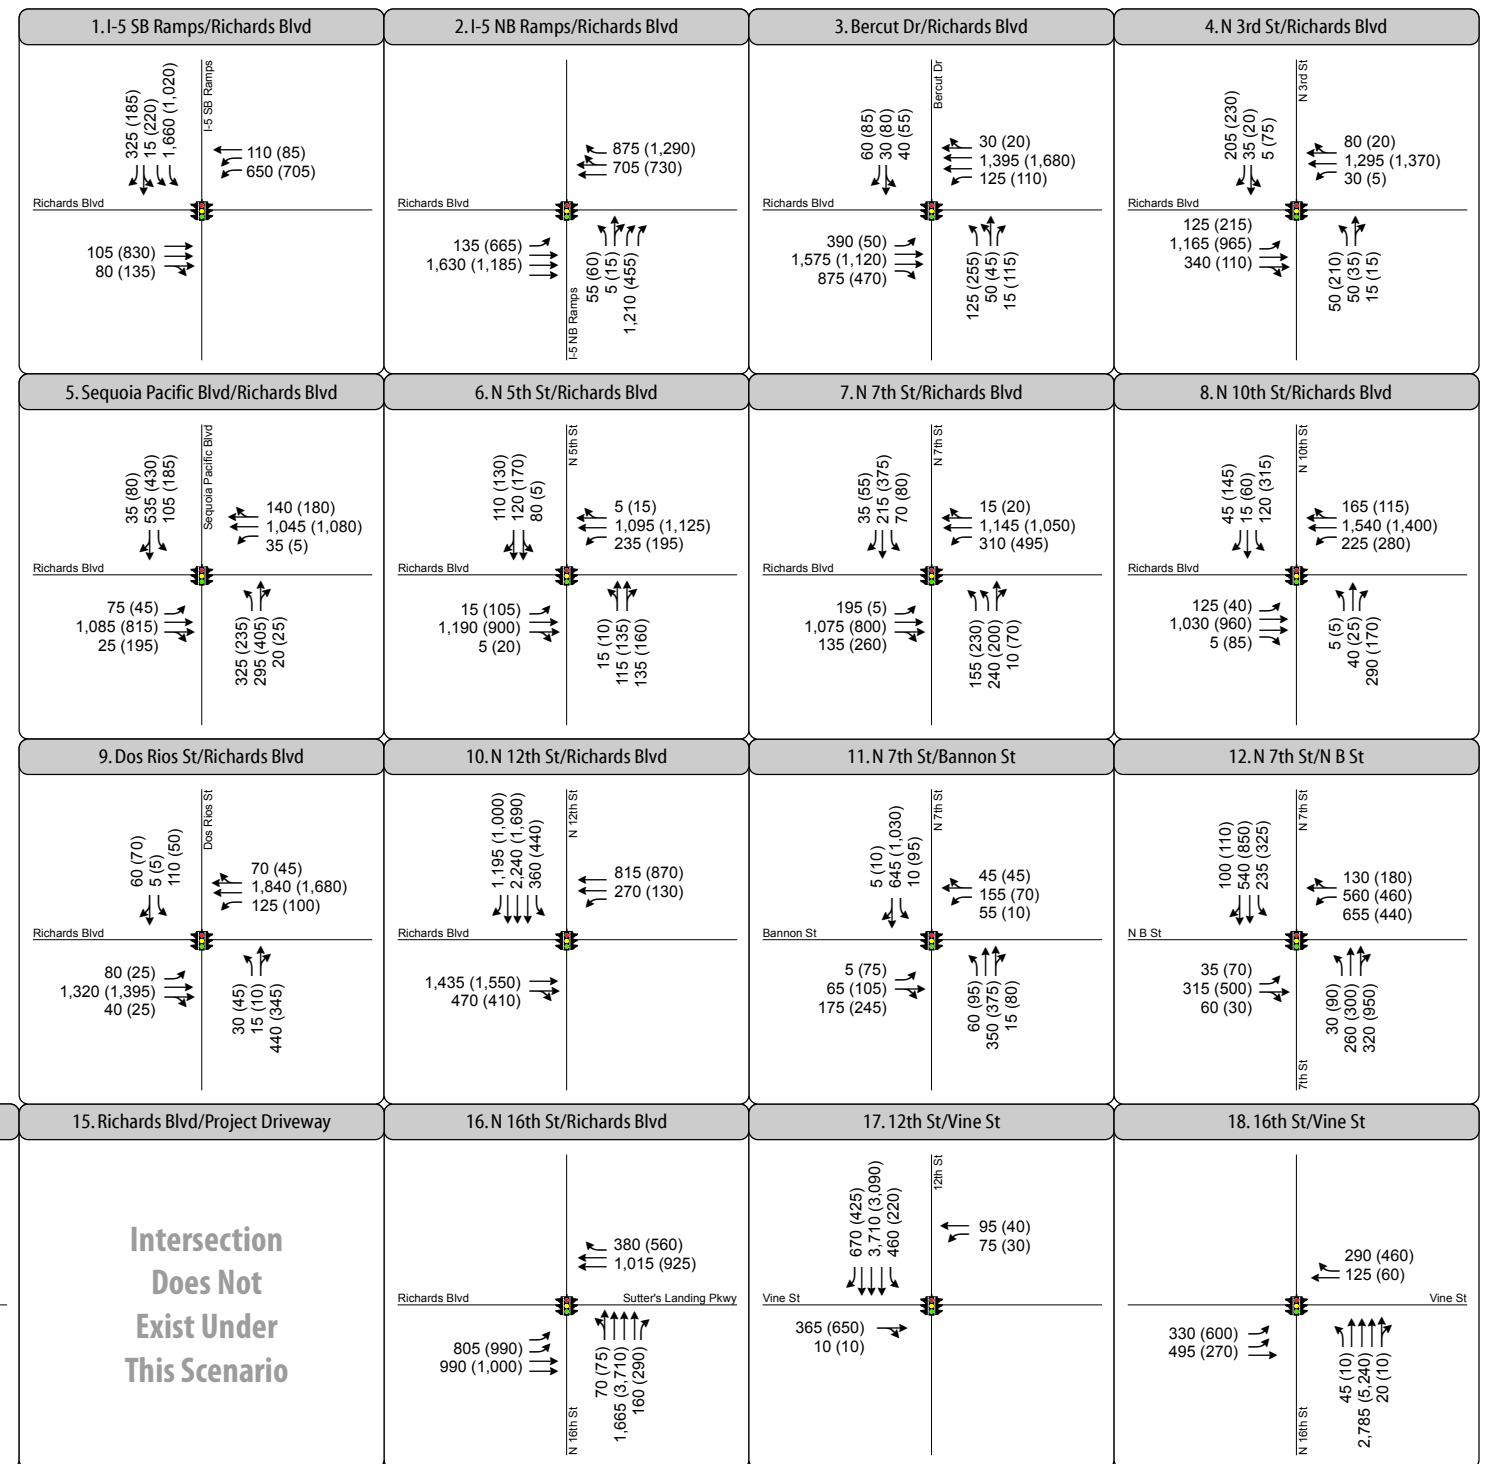 1. I-5 SB Ramps/Richards Blvd
325 (185)
15 (220)
1,660 (1,020)
I-5 SB Ramps
110 (85)
650 (705)
Richards Blvd
105 (830)
80 (135)
2. I-5 NB Ramps/Richards Blvd
875 (1,290)
705 (730)
Richards Blvd
135 (665)
1,630 (1,185)
55 (60)
5 (15)
1,210 (455)
I-5 NB Ramps
3. Bercut Dr/Richards Blvd
60 (85)
30 (80)
40 (55)
Bercut Dr
30 (20)
1,395 (1,680)
125 (110)
Richards Blvd
390 (50)
1,575 (1,120)
875 (470)
125 (255)
50 (45)
15 (115)
4. N 3rd St/Richards Blvd
205 (230)
35 (20)
5 (75)
N 3rd St
80 (20)
1,295 (1,370)
30 (5)
Richards Blvd
125 (215)
1,165 (965)
340 (110)
50 (210)
50 (35)
15 (15)
5. Sequoia Pacific Blvd/Richards Blvd
35 (80)
535 (430)
105 (185)
Sequoia Pacific Blvd
140 (180)
1,045 (1,080)
35 (5)
Richards Blvd
75 (45)
1,085 (815)
25 (195)
325 (235)
295 (405)
20 (25)
6. N 5th St/Richards Blvd
110 (130)
120 (170)
80 (5)
N 5th St
5 (15)
1,095 (1,125)
235 (195)
Richards Blvd
15 (105)
1,190 (900)
5 (20)
15 (10)
115 (135)
135 (160)
7. N 7th St/Richards Blvd
35 (55)
215 (375)
70 (80)
N 7th St
15 (20)
1,145 (1,050)
310 (495)
Richards Blvd
195 (5)
1,075 (800)
135 (260)
155 (230)
240 (200)
10 (70)
8. N 10th St/Richards Blvd
45 (145)
15 (60)
120 (315)
N 10th St
165 (115)
1,540 (1,400)
225 (280)
Richards Blvd
125 (40)
1,030 (960)
5 (85)
5 (5)
40 (25)
290 (170)
9. Dos Rios St/Richards Blvd
60 (70)
5 (5)
110 (50)
Dos Rios St
70 (45)
1,840 (1,680)
125 (100)
Richards Blvd
80 (25)
1,320 (1,395)
40 (25)
30 (45)
15 (10)
440 (345)
10. N 12th St/Richards Blvd
1,195 (1,000)
2,240 (1,690)
360 (440)
N 12th St
815 (870)
270 (130)
Richards Blvd
1,435 (1,550)
470 (410)
11. N 7th St/Bannon St
5 (10)
645 (1,030)
10 (95)
N 7th St
45 (45)
155 (70)
55 (10)
Bannon St
5 (75)
65 (105)
175 (245)
60 (95)
350 (375)
15 (80)
12. N 7th St/N B St
100 (110)
540 (850)
235 (325)
N 7th St
130 (180)
560 (460)
655 (440)
N B St
35 (70)
315 (500)
60 (30)
30 (90)
260 (300)
320 (950)
7th St
15. Richards Blvd/Project Driveway
Intersection
Does Not
Exist Under
This Scenario
16. N 16th St/Richards Blvd
380 (560)
1,015 (925)
Richards Blvd
Sutter's Landing Pkwy
805 (990)
990 (1,000)
70 (75)
1,665 (3,710)
160 (290)
N 16th St
17. 12th St/Vine St
670 (425)
3,710 (3,090)
460 (220)
12th St
95 (40)
75 (30)
Vine St
365 (650)
10 (10)
18. 16th St/Vine St
290 (460)
125 (60)
Vine St
330 (600)
495 (270)
45 (10)
2,785 (5,240)
20 (10)
N 16th St